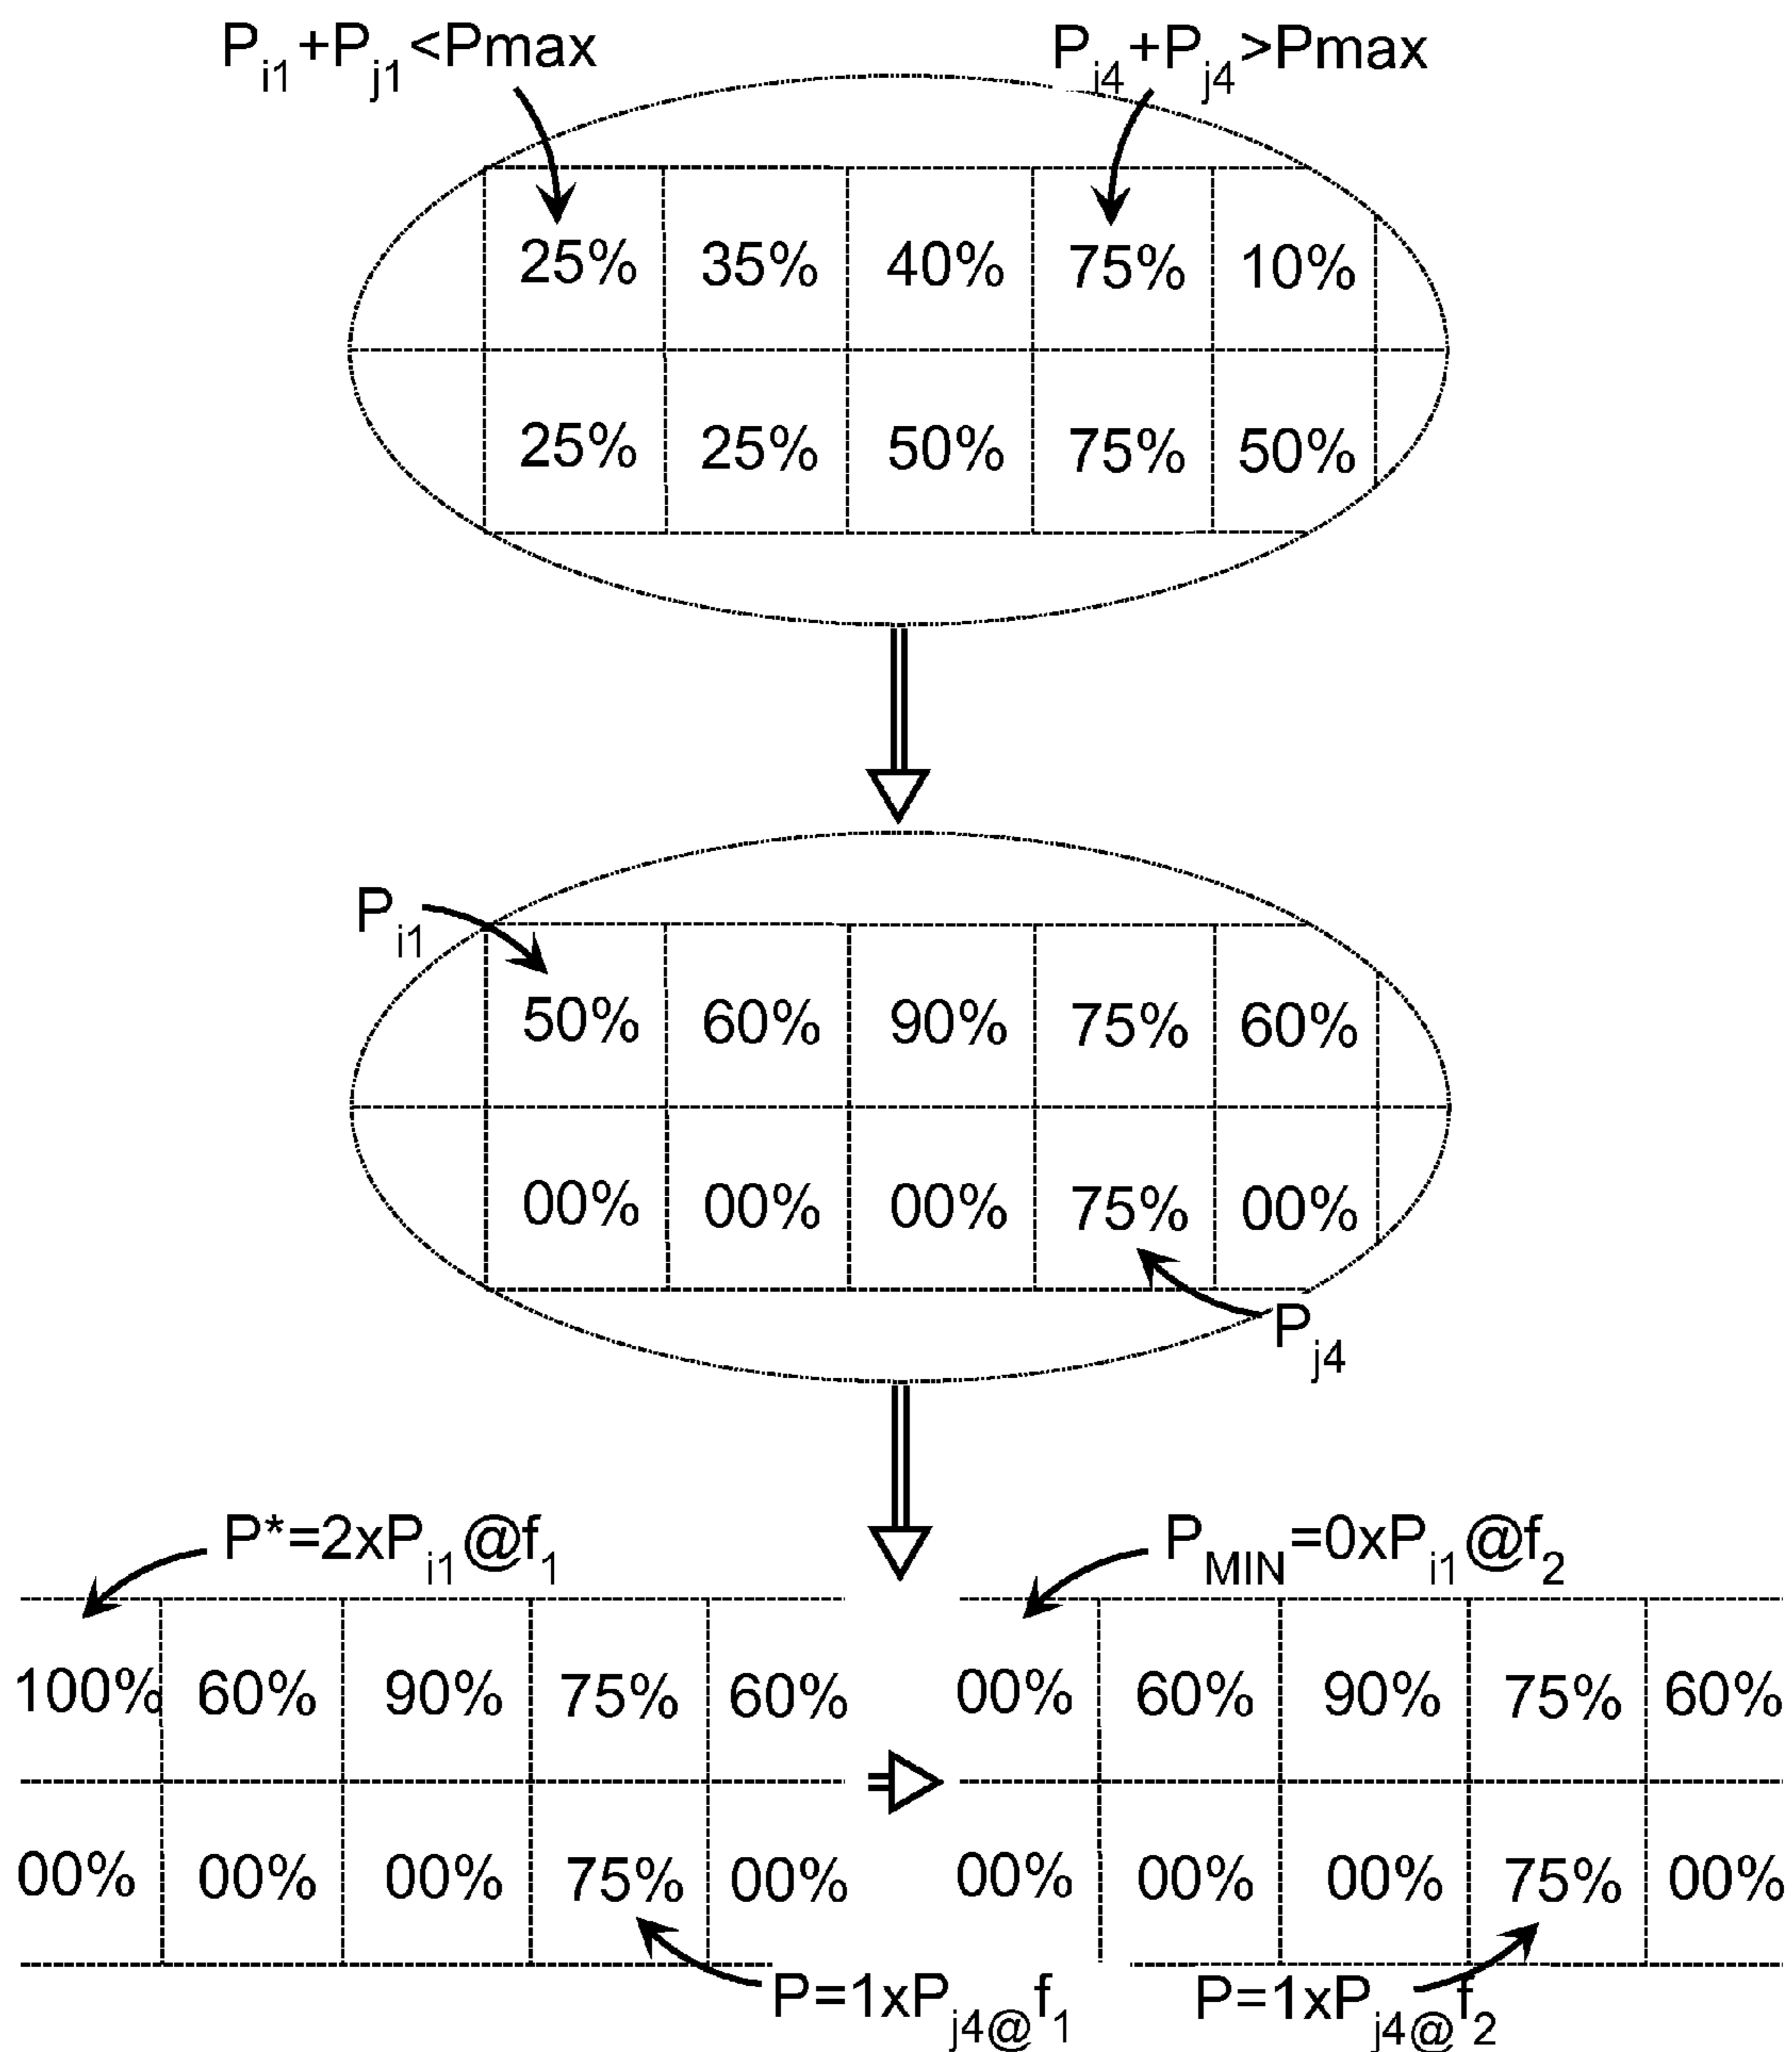 Pi1+Pj1<Pmax Pi4+Pj4>Pmax
25% 35% 40% 75% 10%
25% 25% 50% 75% 50%
Pi1
50% 60% 90% 75% 60%
00% 00% 00% 75% 00%
Pj4
P*=2xPi1@f1 PMIN=0xPi1@f2
100% 60% 90% 75% 60% 00% 60% 90% 75% 60%
00% 00% 00% 75% 00% 00% 00% 00% 75% 00%
P=1xPj4@f1 P=1xPj4@f2